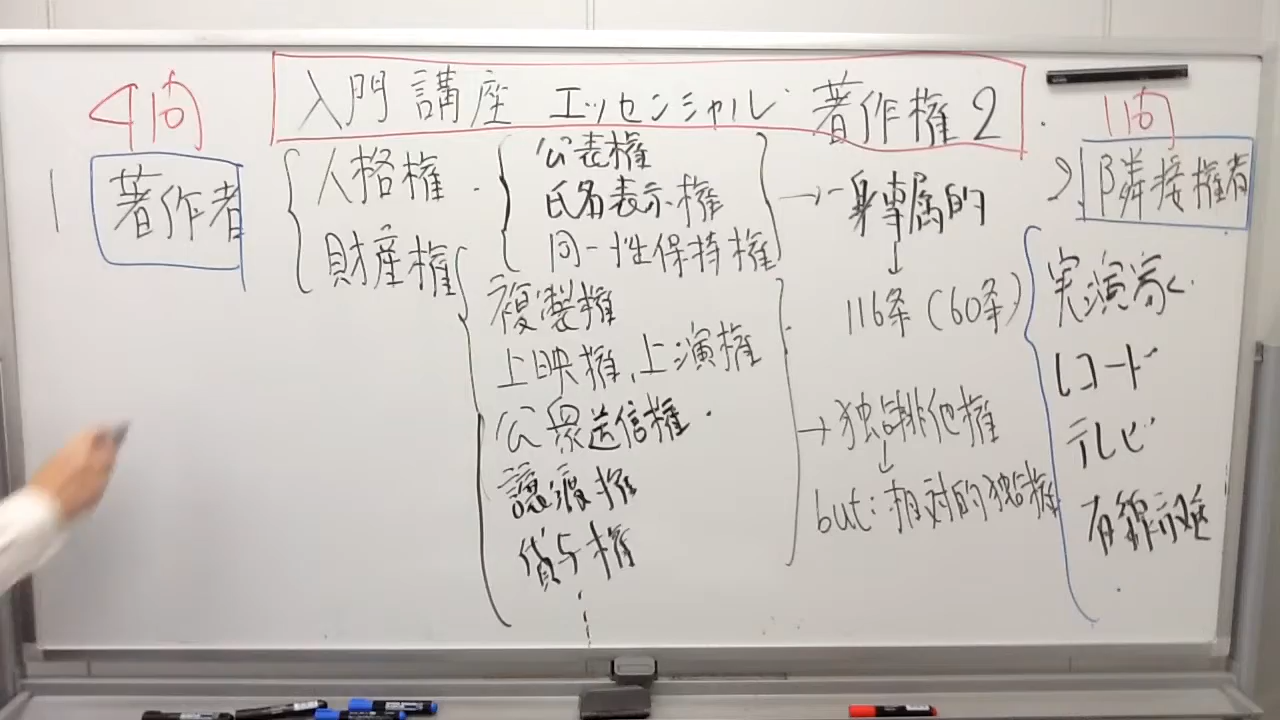 入門講座 エッセンシャル 著作権2
4問
1 著作者
人格権
公表権
氏名表示権
同一性保持権
→一身専属的
↓
116条(60条)
財産権
複製権
上映権、上演権
公衆送信権
譲渡権
貸与権
→独占排他権
↓
but:相対的独占権
1問
2 隣接権者
実演家
レコード
テレビ
有線放送